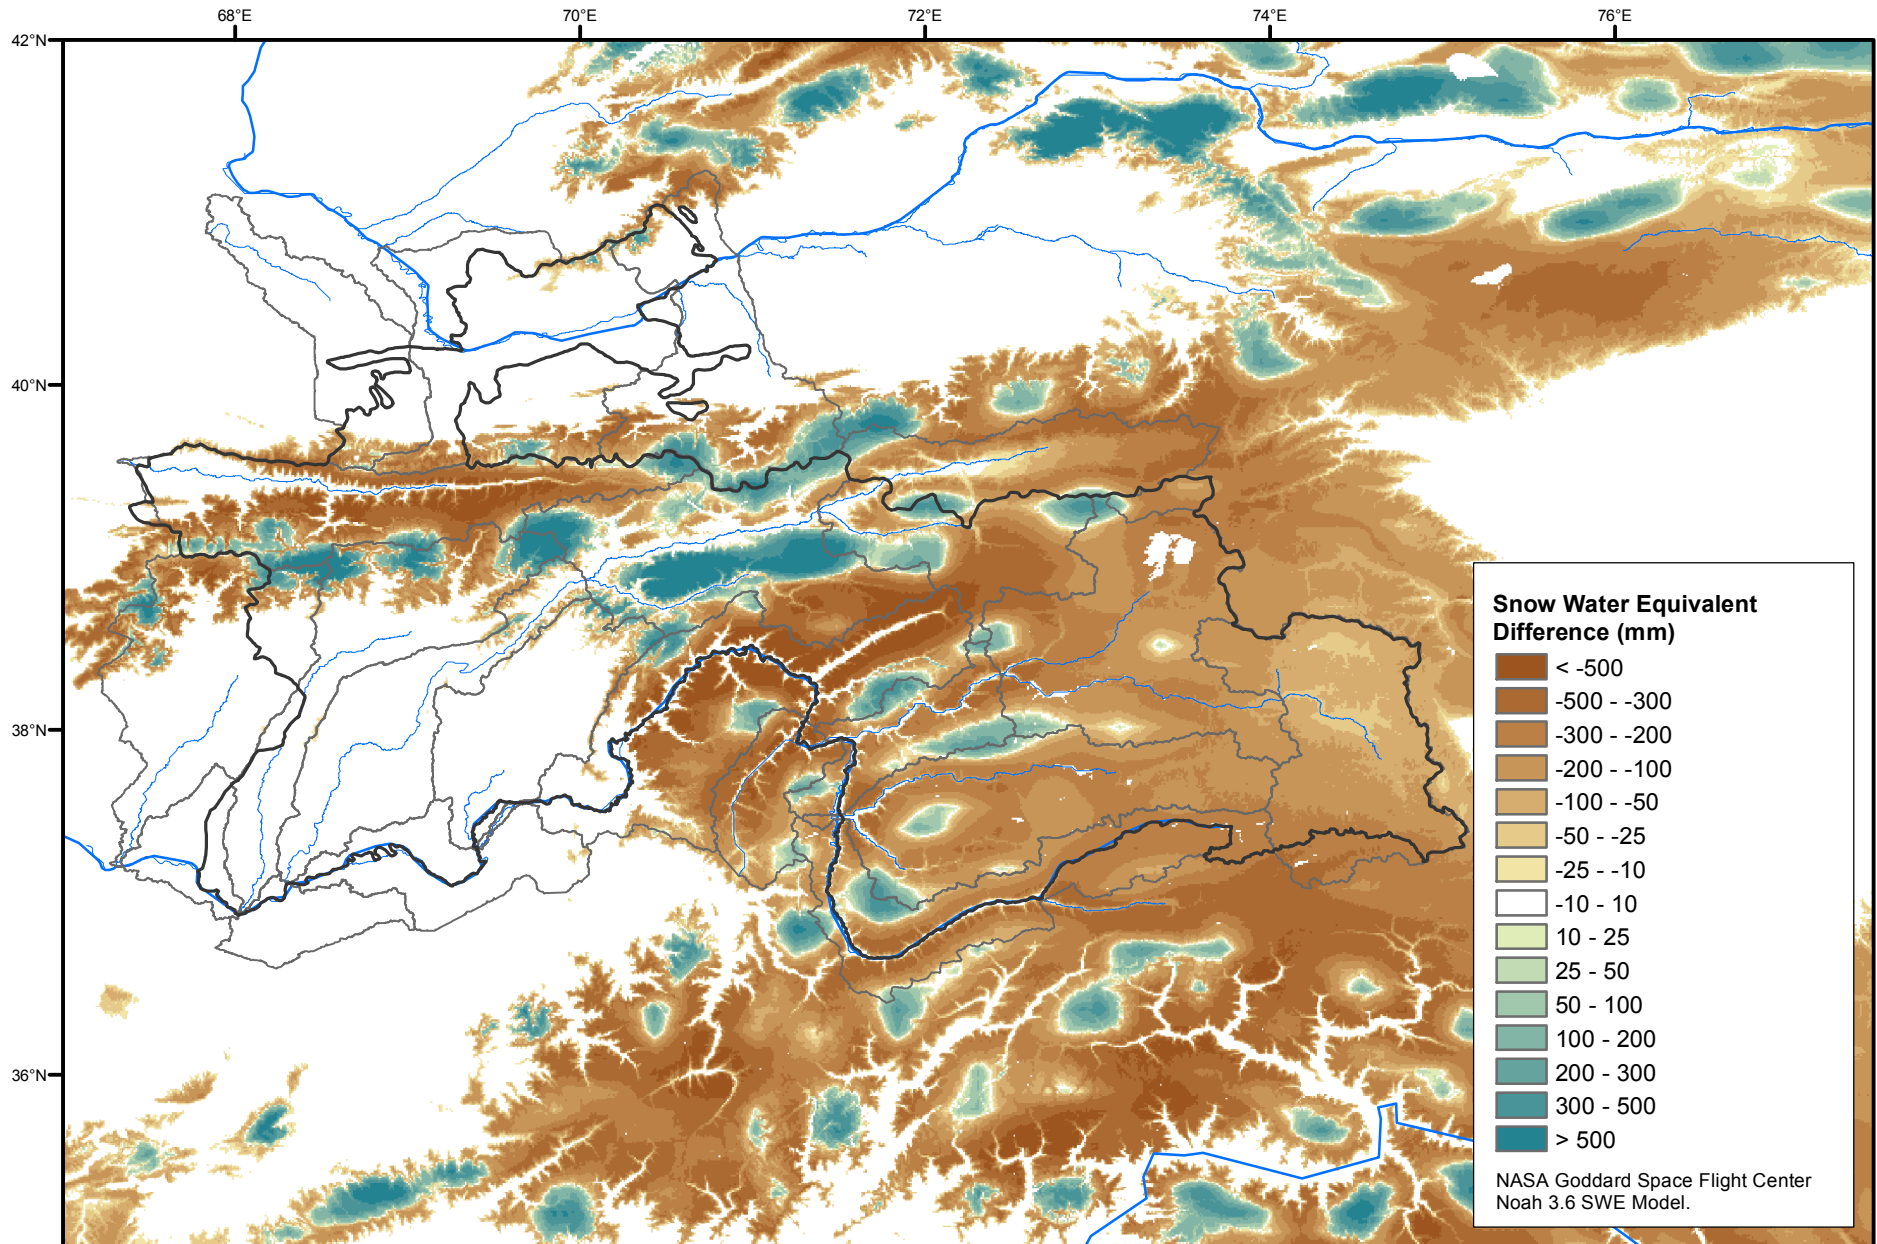 68°E
70°E
72°E
74°E
76°E
42°N
40°N
38°N
36°N
Snow Water Equivalent
Difference (mm)
< -500
-500 - -300
-300 - -200
-200 - -100
-100 - -50
-50 - -25
-25 - -10
-10 - 10
10 - 25
25 - 50
50 - 100
100 - 200
200 - 300
300 - 500
> 500
NASA Goddard Space Flight Center
Noah 3.6 SWE Model.